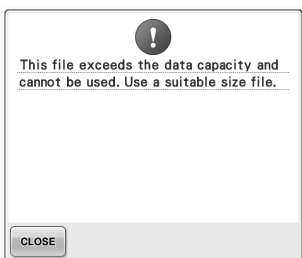 This file exceeds the data capacity and
cannot be used. Use a suitable size file.
CLOSE